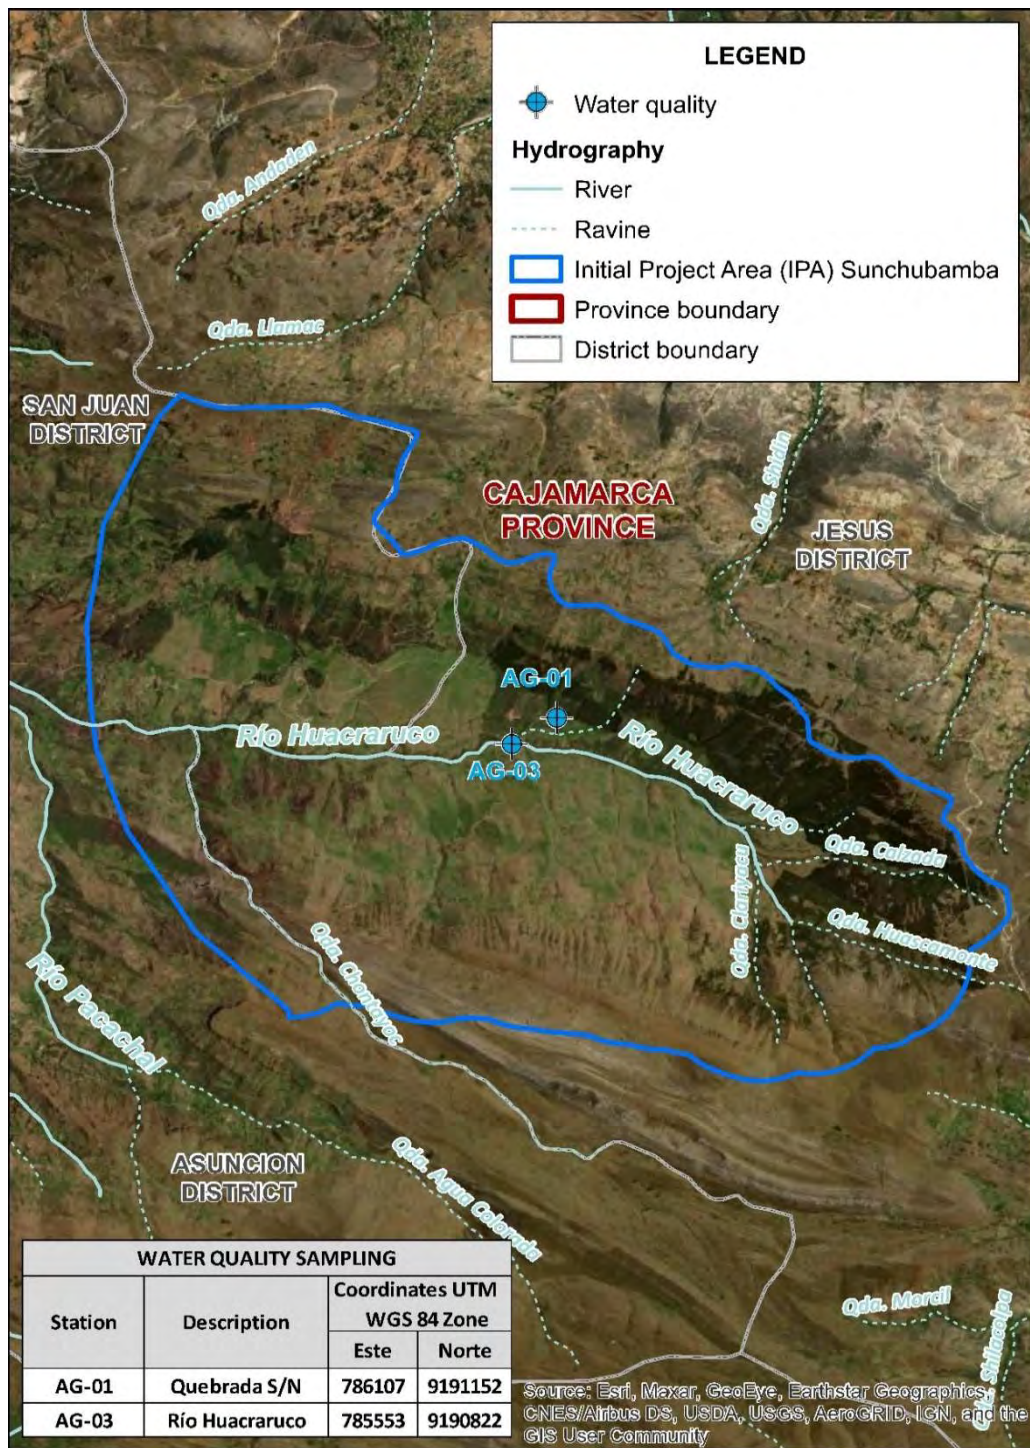 LEGEND
Water quality
Hydrography
River
Ravine
Initial Project Area (IPA) Sunchubamba
Province boundary
District boundary
Qda. Andaden
Qda. Llamac
SAN JUAN
DISTRICT
CAJAMARCA
PROVINCE
Qda. Shidin
JESUS
DISTRICT
AG-01
Río Huacraruco
AG-03
Río Huacraruco
Qda. Calzada
Qda. Clariyacu
Qda. Huascamonte
Qda. Chontayoc
Río Pacachal
ASUNCION
DISTRICT
Qda. Agua Colorada
Qda. Morcil
Qda. Shilacolpa
WATER QUALITY SAMPLING
Station
Description
Coordinates UTM
WGS 84 Zone
Este
Norte
AG-01 Quebrada S/N 786107 9191152
AG-03 Río Huacraruco 785553 9190822
Source: Esri, Maxar, GeoEye, Earthstar Geographics,
CNES/Airbus DS, USDA, USGS, AeroGRID, IGN, and the
GIS User Community